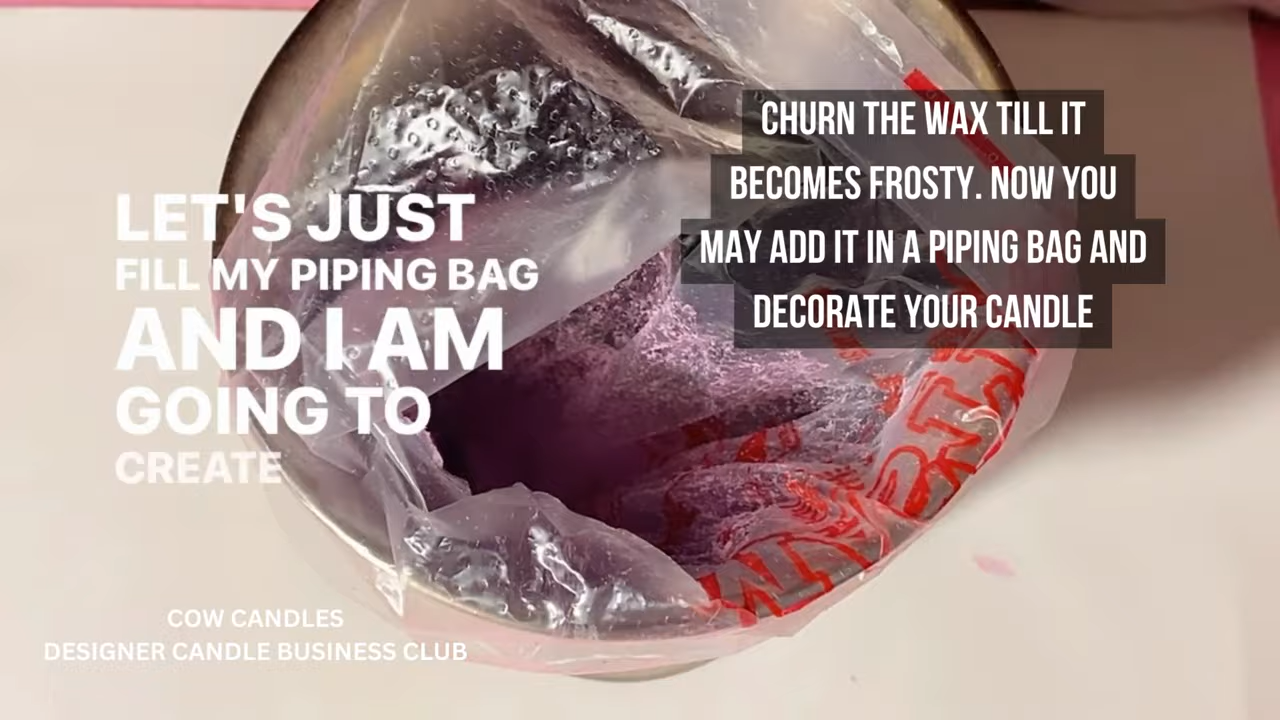 LET'S JUST
FILL MY PIPING BAG
AND I AM
GOING TO
CREATE
CHURN THE WAX TILL IT
BECOMES FROSTY. NOW YOU
MAY ADD IT IN A PIPING BAG AND
DECORATE YOUR CANDLE
COW CANDLES
DESIGNER CANDLE BUSINESS CLUB